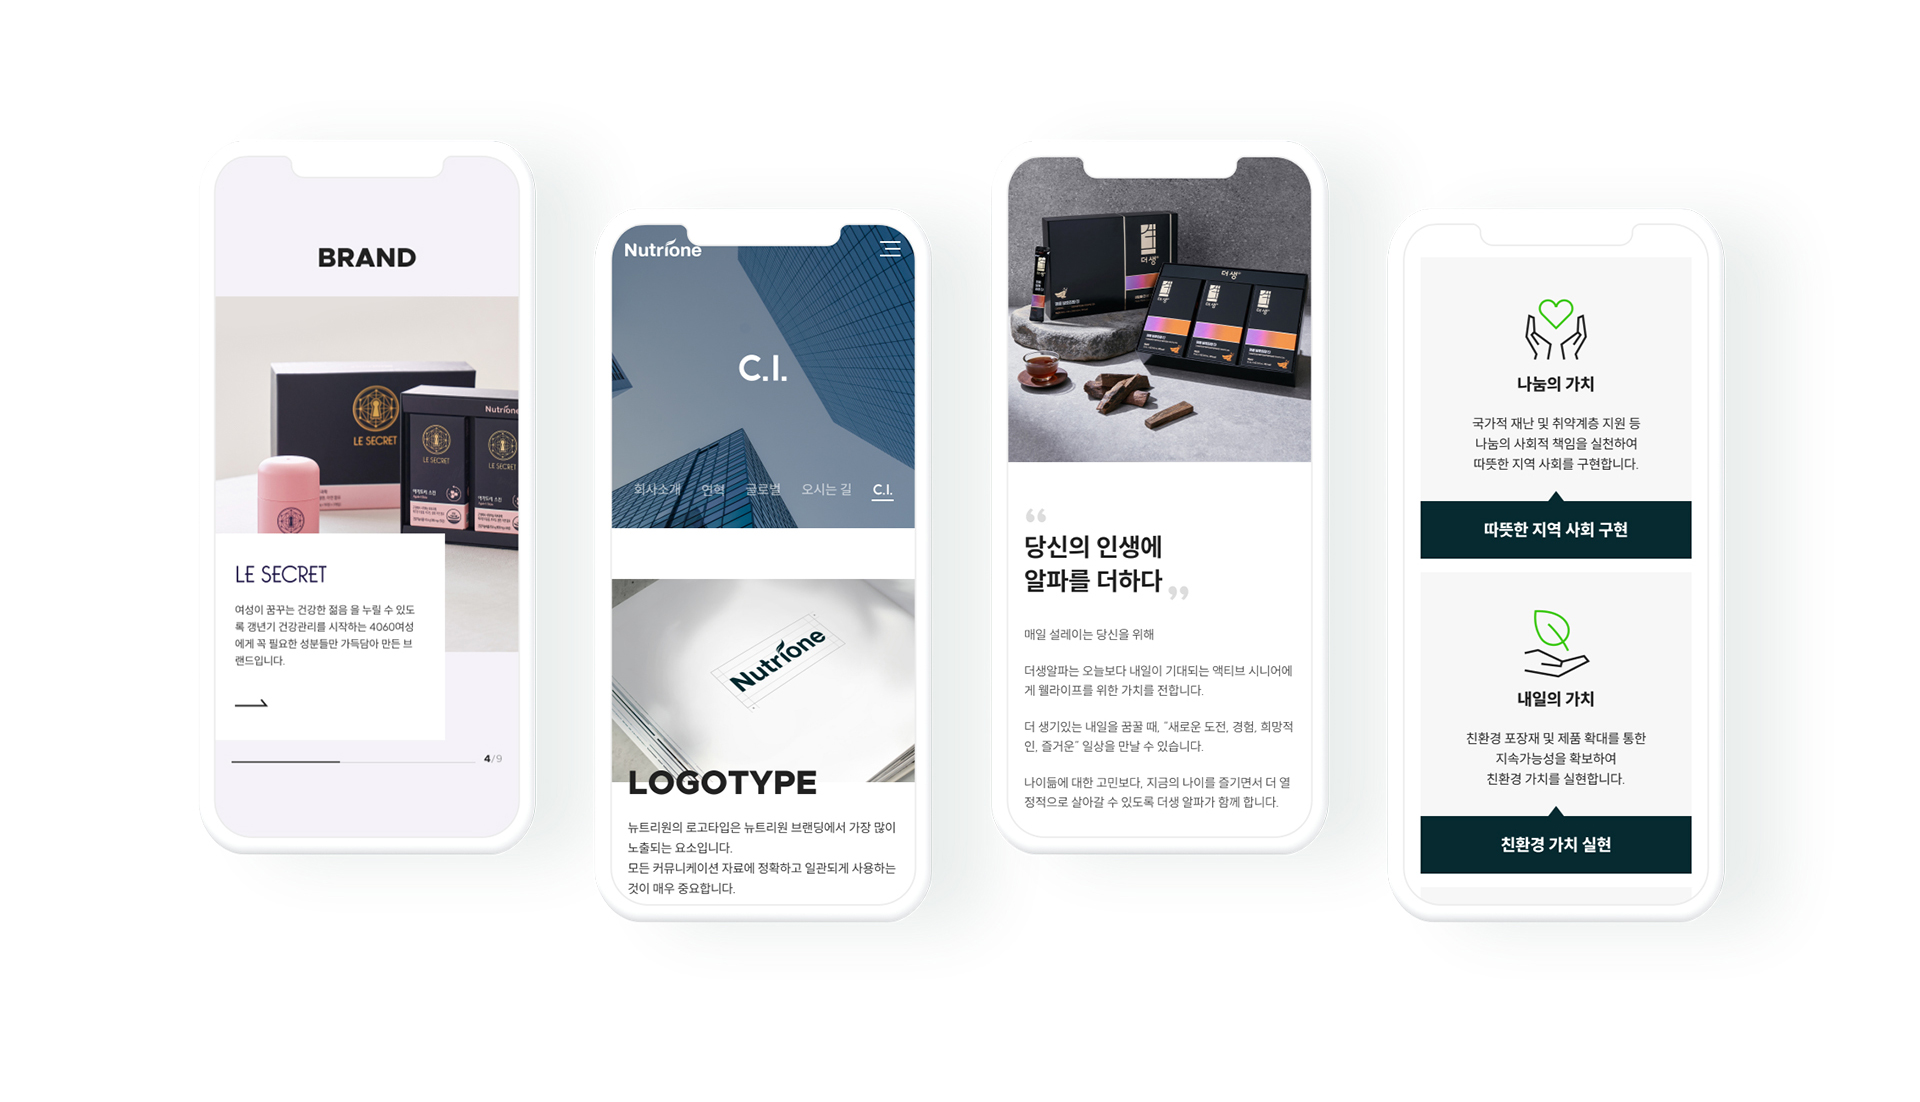 BRAND
LE SECRET
Nutrione
LE SECRET
LE SECRET
LE SECRET
여성이 꿈꾸는 건강한 젊음 을 누릴 수 있도
록 갱년기 건강관리를 시작하는 4060여성
에게 꼭 필요한 성분들만 가득담아 만든 브
랜드입니다.
4/9
Nutrione
C.I.
회사소개 연혁 글로벌 오시는 길 C.I.
Nutrione
LOGOTYPE
뉴트리원의 로고타입은 뉴트리원 브랜딩에서 가장 많이
노출되는 요소입니다.
모든 커뮤니케이션 자료에 정확하고 일관되게 사용하는
것이 매우 중요합니다.
더생
더생
더생
더생
더생
“
당신의 인생에
알파를 더하다 ”
매일 설레이는 당신을 위해
더생알파는 오늘보다 내일이 기대되는 액티브 시니어에
게 웰라이프를 위한 가치를 전합니다.
더 생기있는 내일을 꿈꿀 때, “새로운 도전, 경험, 희망적
인, 즐거운” 일상을 만날 수 있습니다.
나이듦에 대한 고민보다, 지금의 나이를 즐기면서 더 열
정적으로 살아갈 수 있도록 더생 알파가 함께 합니다.
나눔의 가치
국가적 재난 및 취약계층 지원 등
나눔의 사회적 책임을 실천하여
따뜻한 지역 사회를 구현합니다.
따뜻한 지역 사회 구현
내일의 가치
친환경 포장재 및 제품 확대를 통한
지속가능성을 확보하여
친환경 가치를 실현합니다.
친환경 가치 실현